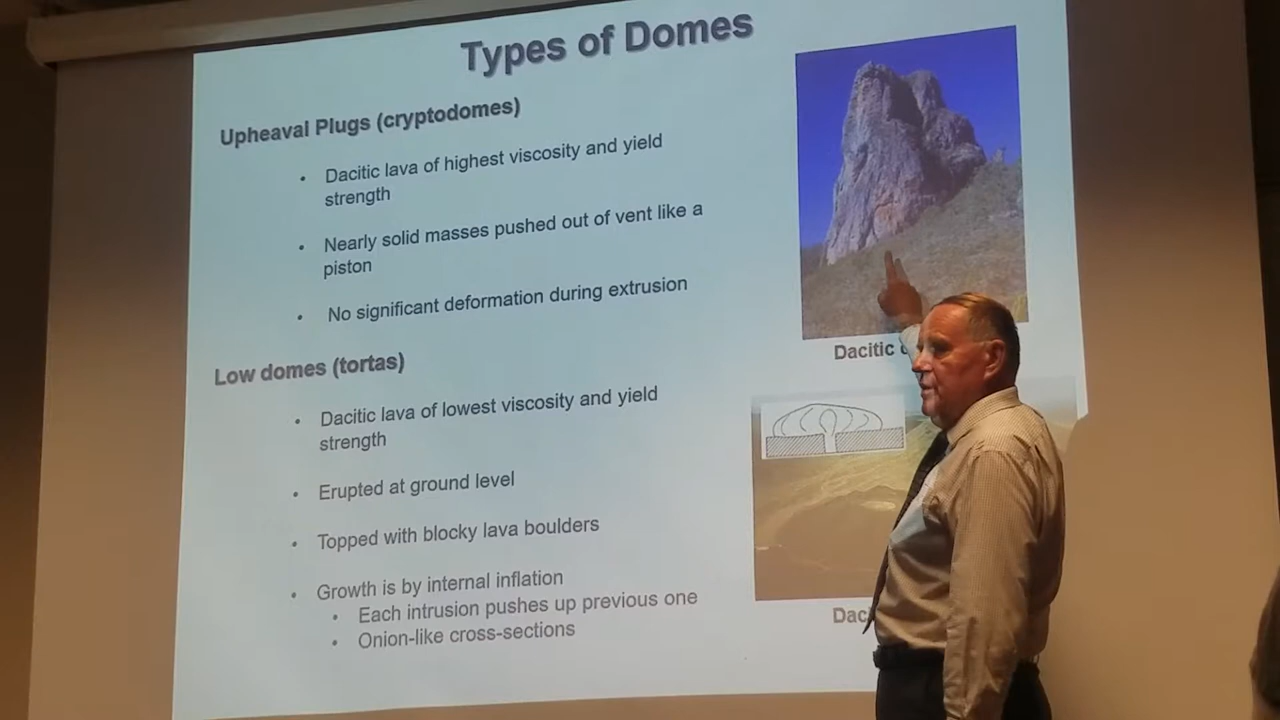 Types of Domes
Upheaval Plugs (cryptodomes)
• Dacitic lava of highest viscosity and yield
strength
• Nearly solid masses pushed out of vent like a
piston
• No significant deformation during extrusion
Dacitic
Low domes (tortas)
• Dacitic lava of lowest viscosity and yield
strength
• Erupted at ground level
• Topped with blocky lava boulders
• Growth is by internal inflation
• Each intrusion pushes up previous one
• Onion-like cross-sections